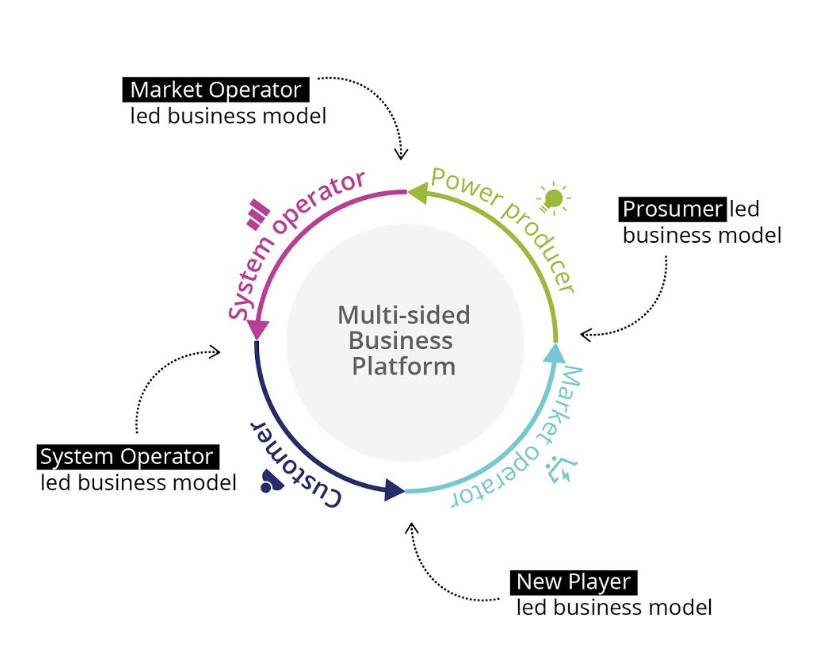 Market Operator
led business model
System operator
Power producer
Prosumer led
business model
Multi-sided
Business
Platform
Market operator
Customer
System Operator
led business model
New Player
led business model